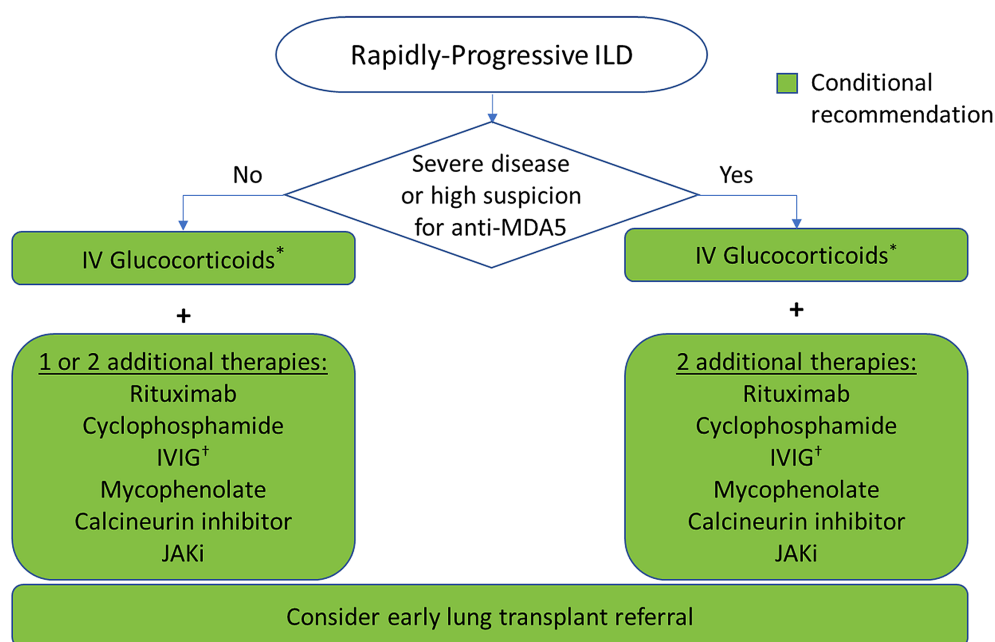 Rapidly-Progressive ILD
Conditional
recommendation
Severe disease
or high suspicion
for anti-MDA5
No
Yes
IV Glucocorticoids*
+
1 or 2 additional therapies:
Rituximab
Cyclophosphamide
IVIG†
Mycophenolate
Calcineurin inhibitor
JAKi
IV Glucocorticoids*
+
2 additional therapies:
Rituximab
Cyclophosphamide
IVIG†
Mycophenolate
Calcineurin inhibitor
JAKi
Consider early lung transplant referral